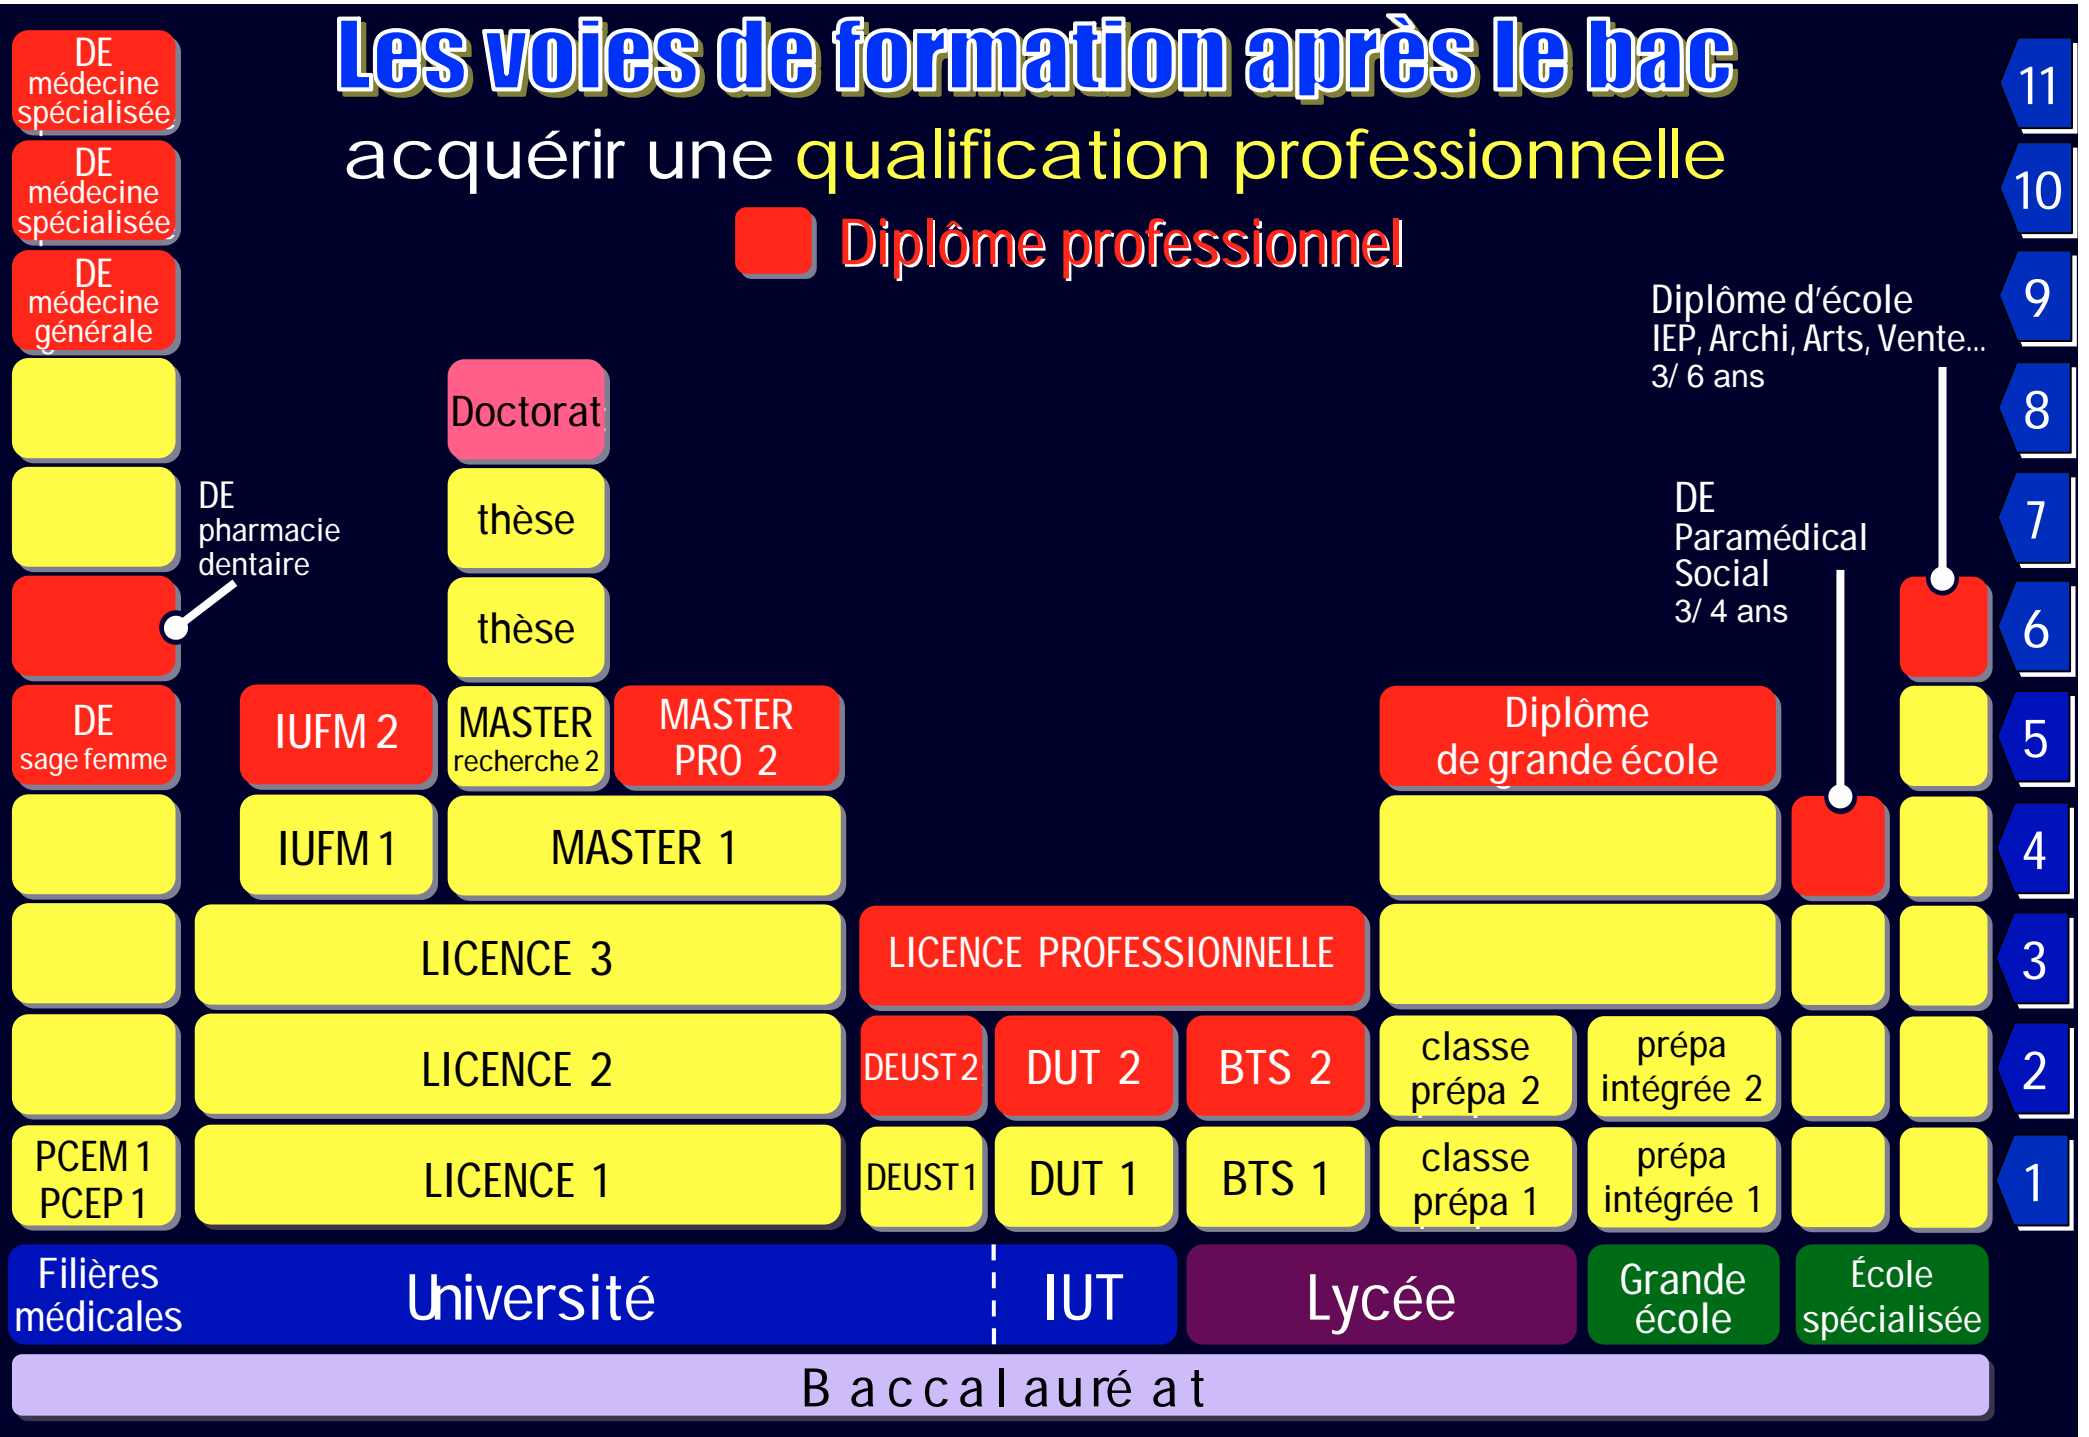 Les voies de formation après le bac
acquérir une qualification professionnelle
Diplôme professionnel
DE
médecine
spécialisée
DE
médecine
spécialisée
DE
médecine
générale
DE
pharmacie
dentaire
DE
sage femme
PCEM 1
PCEP 1
Doctorat
thèse
thèse
IUFM 2
MASTER
recherche 2
MASTER
PRO 2
IUFM 1
MASTER 1
LICENCE 3
LICENCE 2
LICENCE 1
LICENCE PROFESSIONNELLE
DEUST 2
DUT 2
BTS 2
DEUST 1
DUT 1
BTS 1
Diplôme
de grande école
classe
prépa 2
prépa
intégrée 2
classe
prépa 1
prépa
intégrée 1
DE
Paramédical
Social
3/ 4 ans
Diplôme d'école
IEP, Archi, Arts, Vente...
3/ 6 ans
11
10
9
8
7
6
5
4
3
2
1
Filières
médicales
Université
IUT
Lycée
Grande
école
École
spécialisée
Baccalauréat